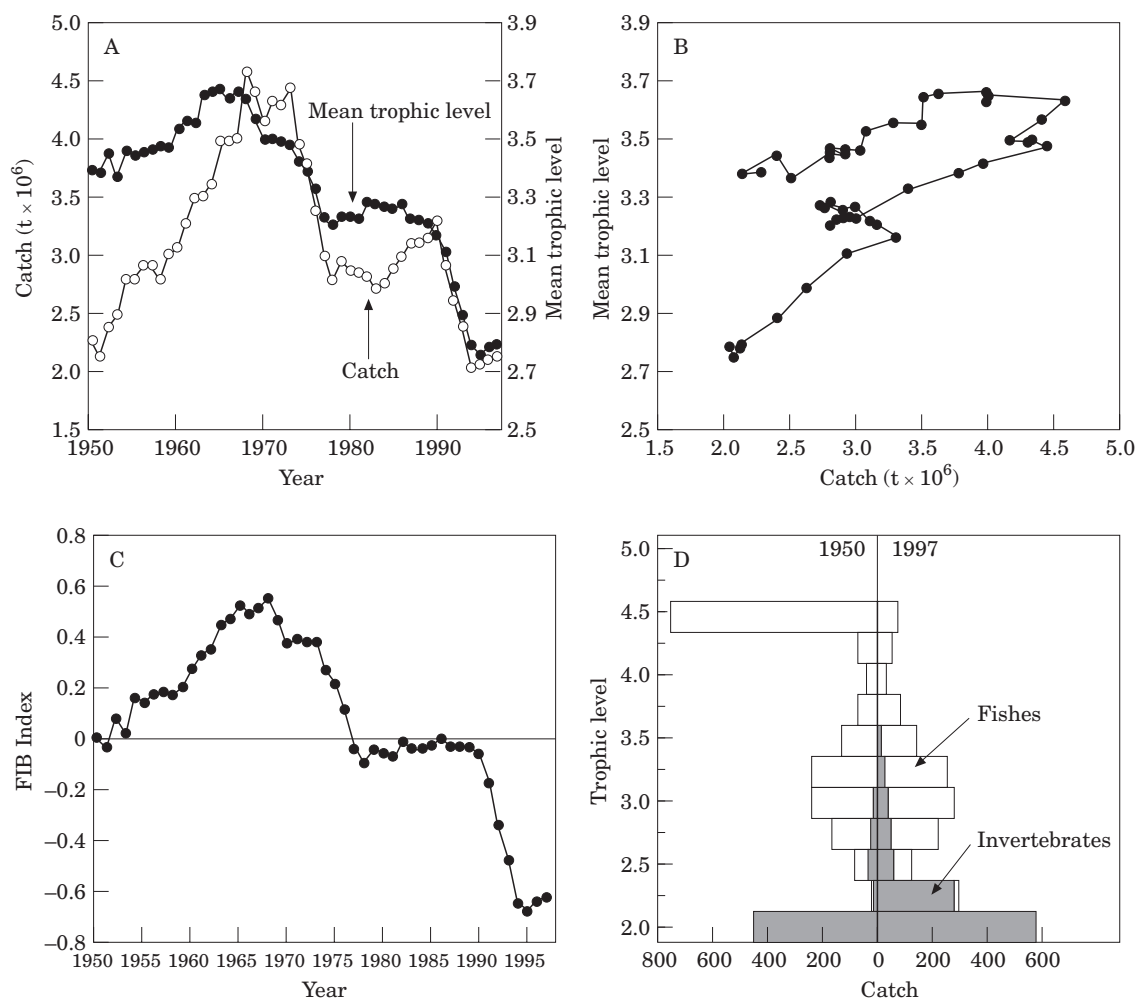 A
5.0
4.5
4.0
3.5
3.0
2.5
2.0
1.5
Catch (t × 10⁶)
3.9
3.7
3.5
3.3
3.1
2.9
2.7
2.5
Mean trophic level
Mean trophic level
Catch
1950 1960 1970 1980 1990
Year
B
3.9
3.7
3.5
3.3
3.1
2.9
2.7
2.5
Mean trophic level
1.5 2.0 2.5 3.0 3.5 4.0 4.5 5.0
Catch (t × 10⁶)
C
0.8
0.6
0.4
0.2
0
–0.2
–0.4
–0.6
–0.8
FIB Index
1950 1955 1960 1965 1970 1975 1980 1985 1990 1995
Year
1950 1997
D
5.0
4.5
4.0
3.5
3.0
2.5
2.0
Trophic level
Fishes
Invertebrates
800 600 400 200 0 200 400 600
Catch